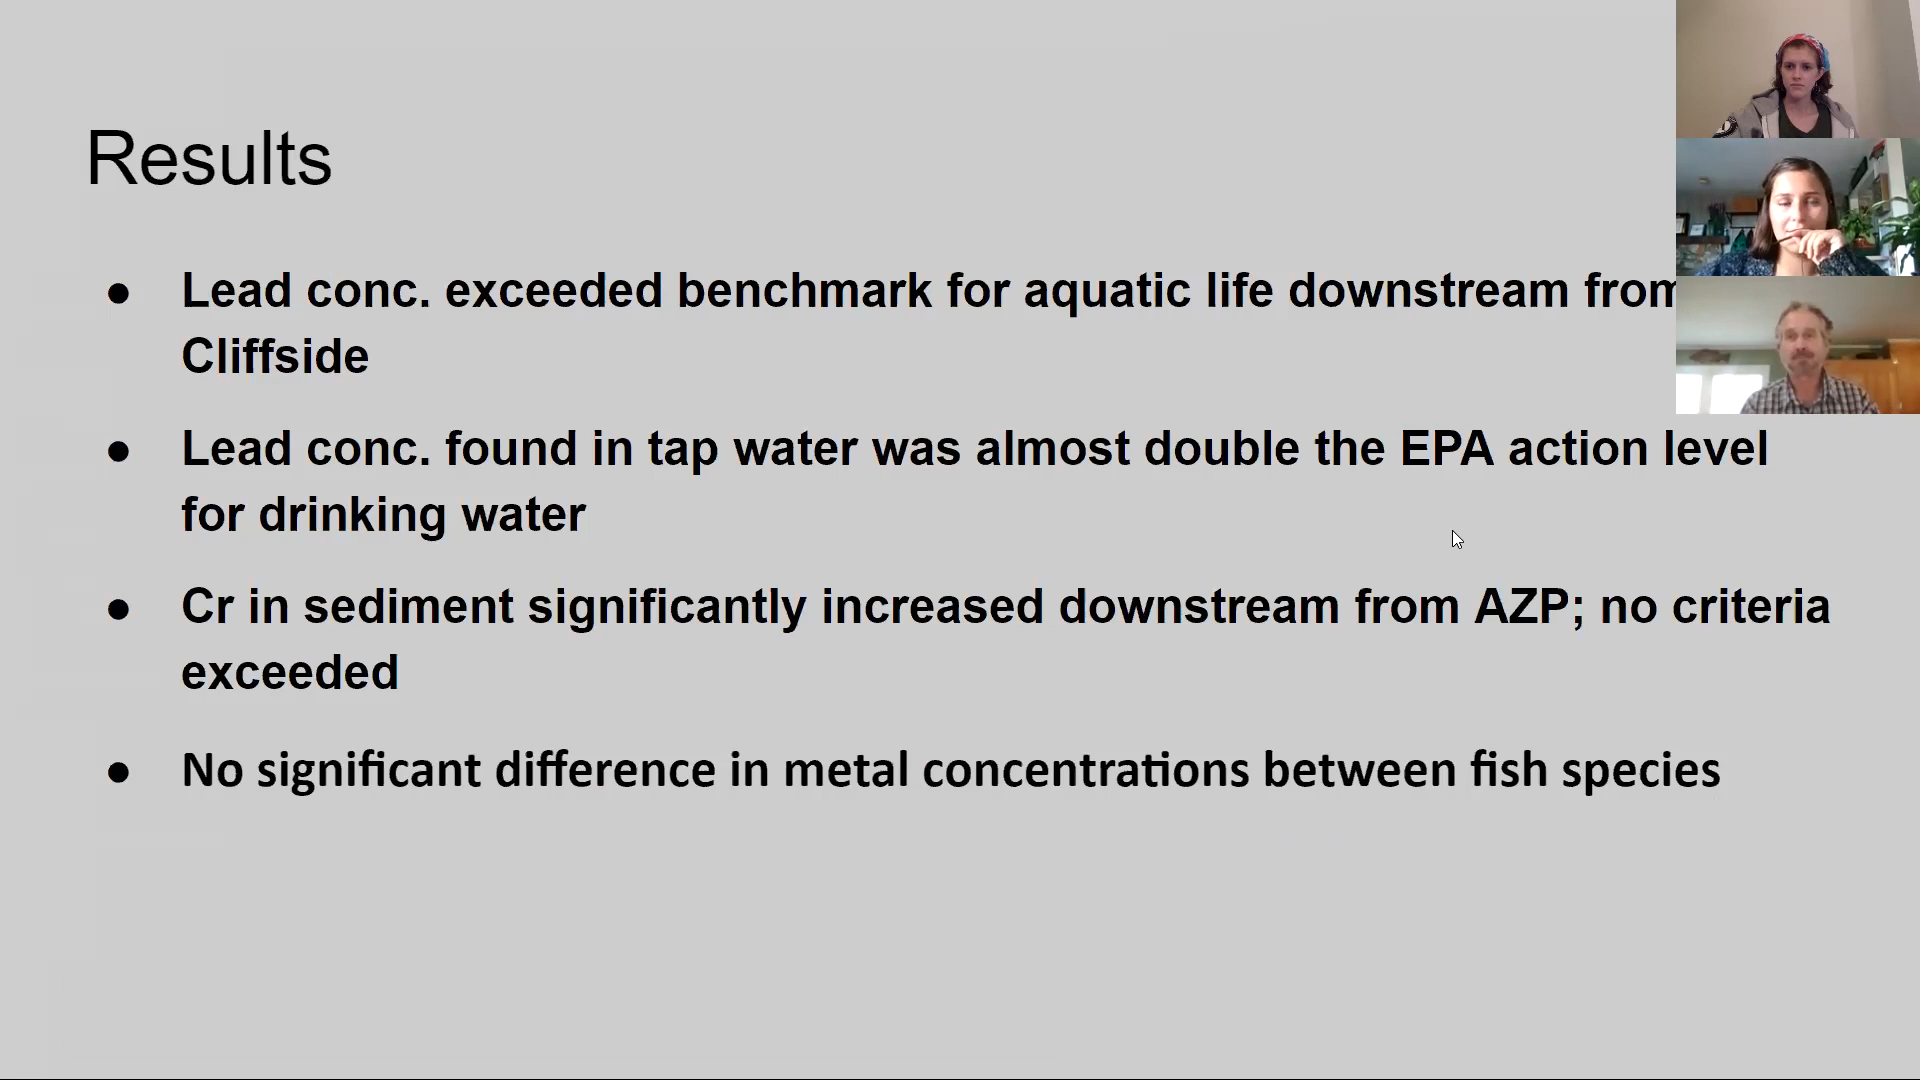 Results
● Lead conc. exceeded benchmark for aquatic life downstream from
Cliffside
● Lead conc. found in tap water was almost double the EPA action level
for drinking water
● Cr in sediment significantly increased downstream from AZP; no criteria
exceeded
● No significant difference in metal concentrations between fish species